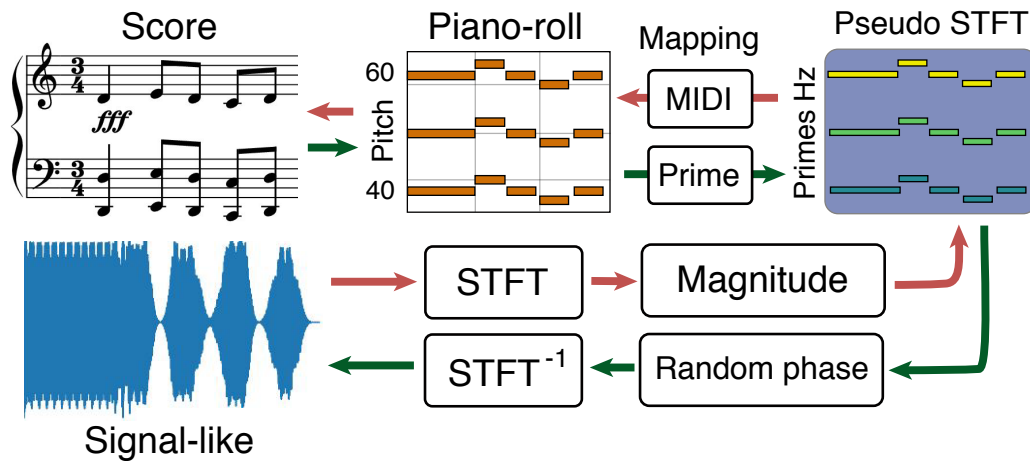 Score
Piano-roll
Mapping
Pseudo STFT
3
4
fff
3
4
Pitch
60
40
MIDI
Prime
Primes Hz
STFT
Magnitude
STFT-1
Random phase
Signal-like